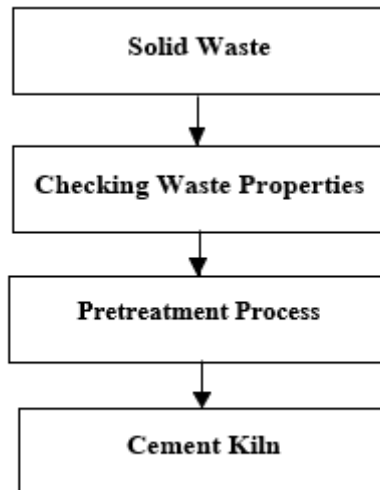 Solid Waste
Checking Waste Properties
Pretreatment Process
Cement Kiln